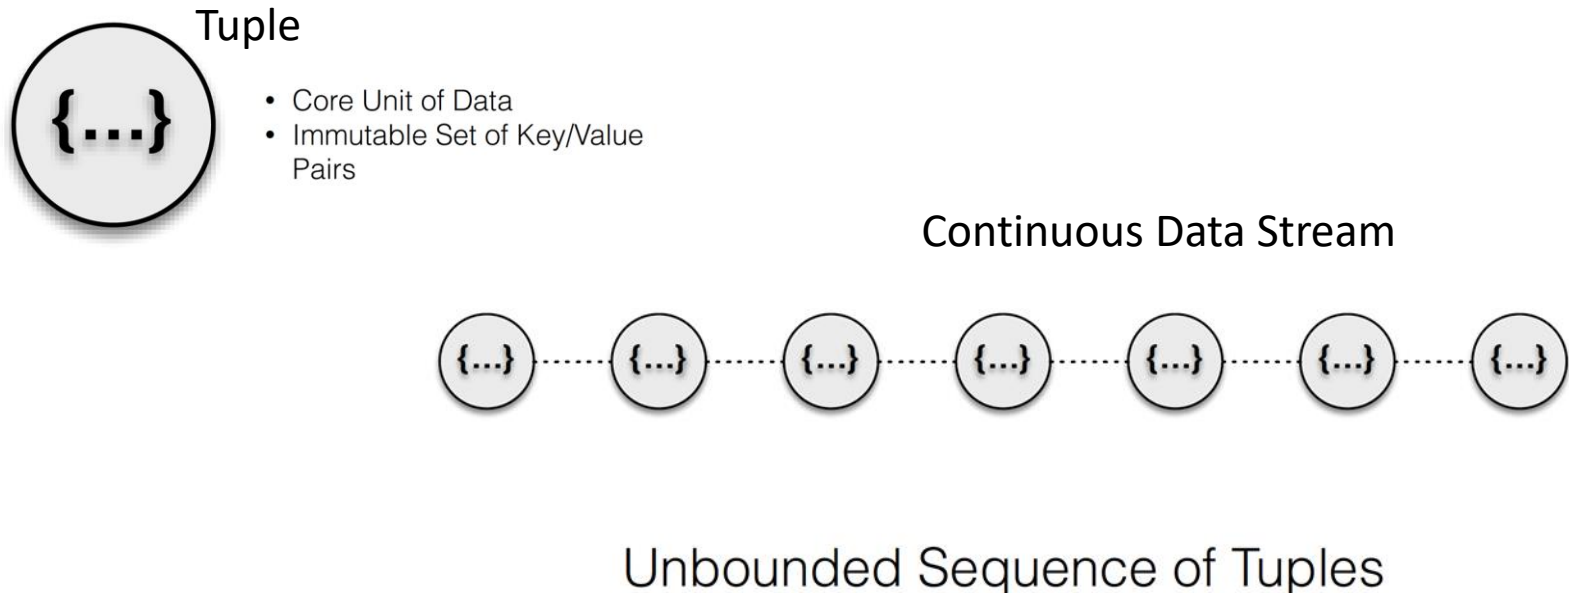 Tuple
{...}
• Core Unit of Data
• Immutable Set of Key/Value
Pairs
Continuous Data Stream
{...} {...} {...} {...} {...} {...} {...}
Unbounded Sequence of Tuples